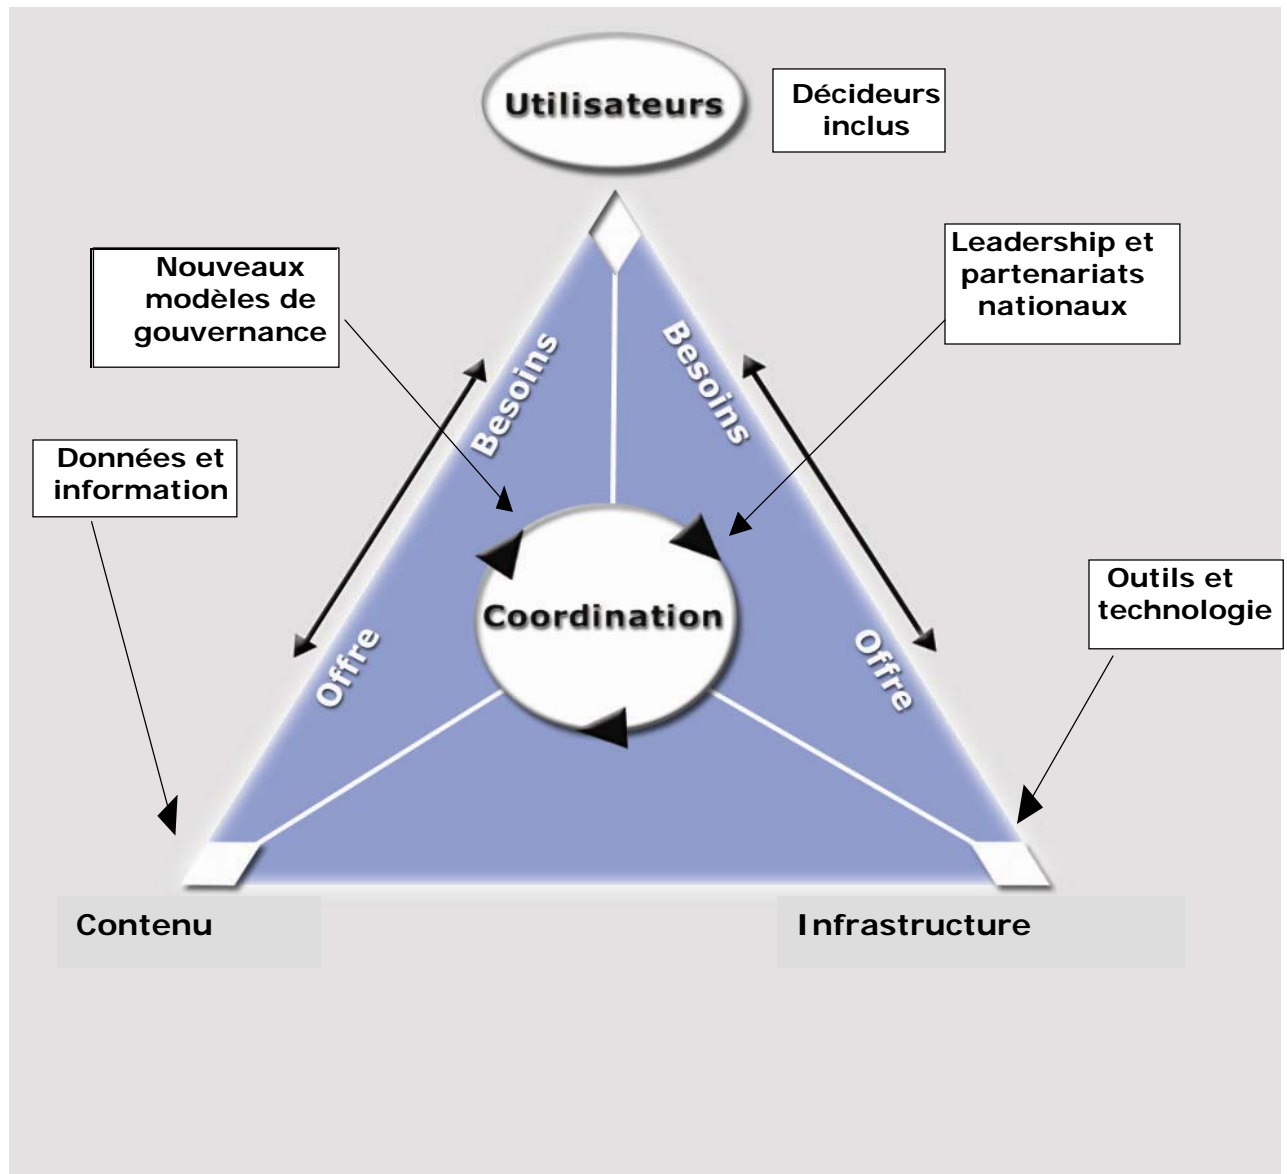 Utilisateurs
Décideurs
inclus
Nouveaux
modèles de
gouvernance
Leadership et
partenariats
nationaux
Besoins
Besoins
Données et
information
Coordination
Outils et
technologie
Offre
Offre
Contenu
Infrastructure